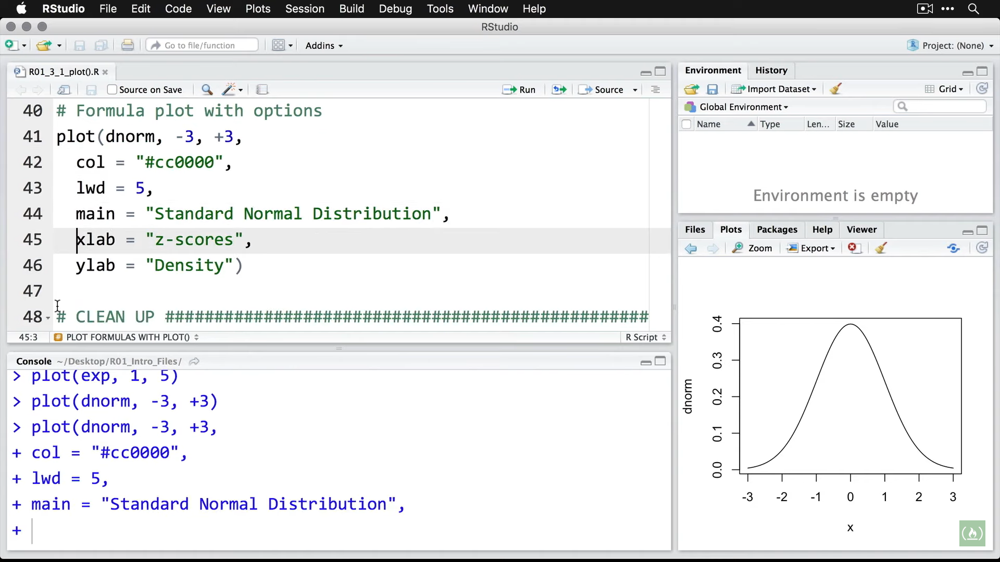 RStudio File Edit Code View Plots Session Build Debug Tools Window Help
RStudio
Go to file/function Addins Project: (None)
R01_3_1_plot().R
Source on Save Run Source
40 # Formula plot with options
41 plot(dnorm, -3, +3,
42 col = "#cc0000",
43 lwd = 5,
44 main = "Standard Normal Distribution",
45 xlab = "z-scores",
46 ylab = "Density")
47
48 # CLEAN UP #################################################
45:3 PLOT FORMULAS WITH PLOT() R Script
Console ~/Desktop/R01_Intro_Files/
> plot(exp, 1, 5)
> plot(dnorm, -3, +3)
> plot(dnorm, -3, +3,
+ col = "#cc0000",
+ lwd = 5,
+ main = "Standard Normal Distribution",
+
Environment History
Import Dataset Grid
Global Environment
Name Type Len... Size Value
Environment is empty
Files Plots Packages Help Viewer
Zoom Export
dnorm
0.4
0.3
0.2
0.1
0.0
-3 -2 -1 0 1 2 3
x